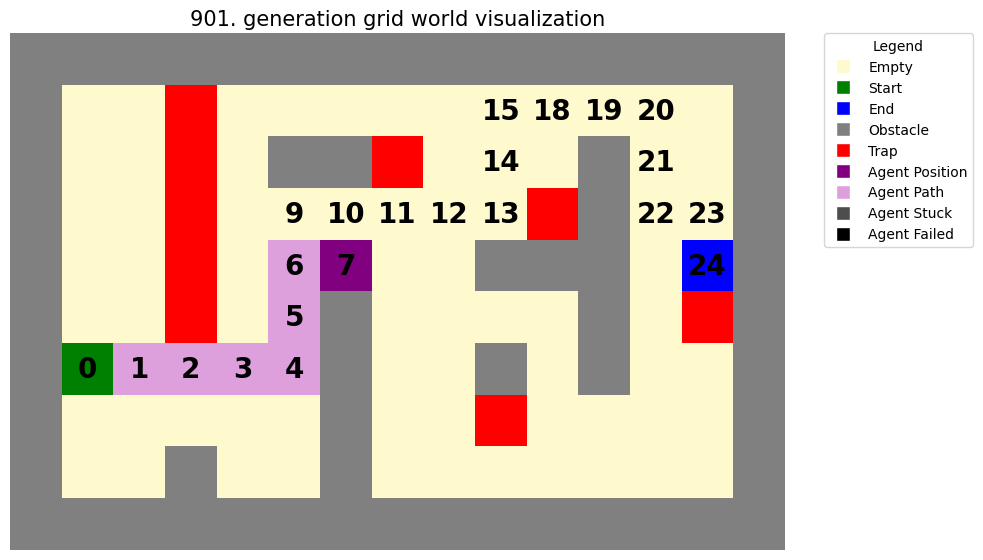 901. generation grid world visualization
15 18 19 20
14 21
9 10 11 12 13 22 23
6 7 24
5
0 1 2 3 4
Legend
Empty
Start
End
Obstacle
Trap
Agent Position
Agent Path
Agent Stuck
Agent Failed